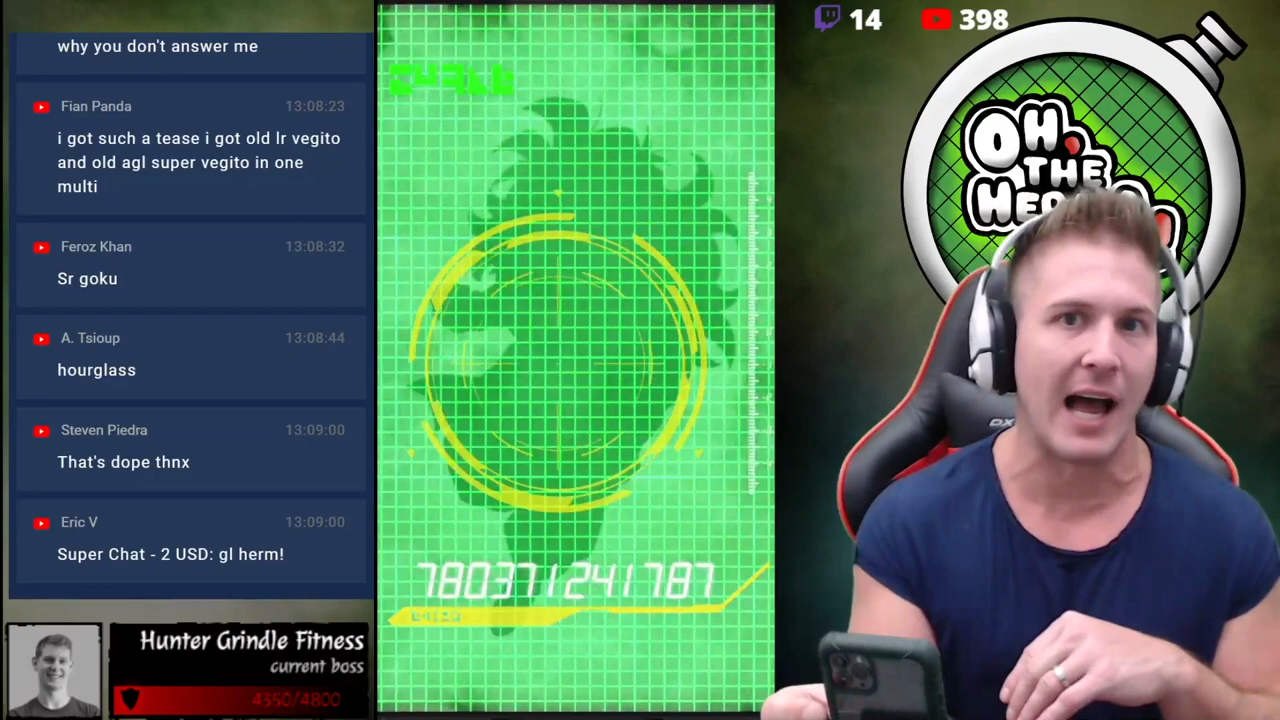 why you don't answer me
Fian Panda 13:08:23
i got such a tease i got old lr vegito
and old agl super vegito in one
multi
Feroz Khan 13:08:32
Sr goku
A. Tsioup 13:08:44
hourglass
Steven Piedra 13:09:00
That's dope thnx
Eric V 13:09:00
Super Chat - 2 USD: gl herm!
Hunter Grindle Fitness
current boss
4350/4800
780371241787
14 398
OH,
THE
DX